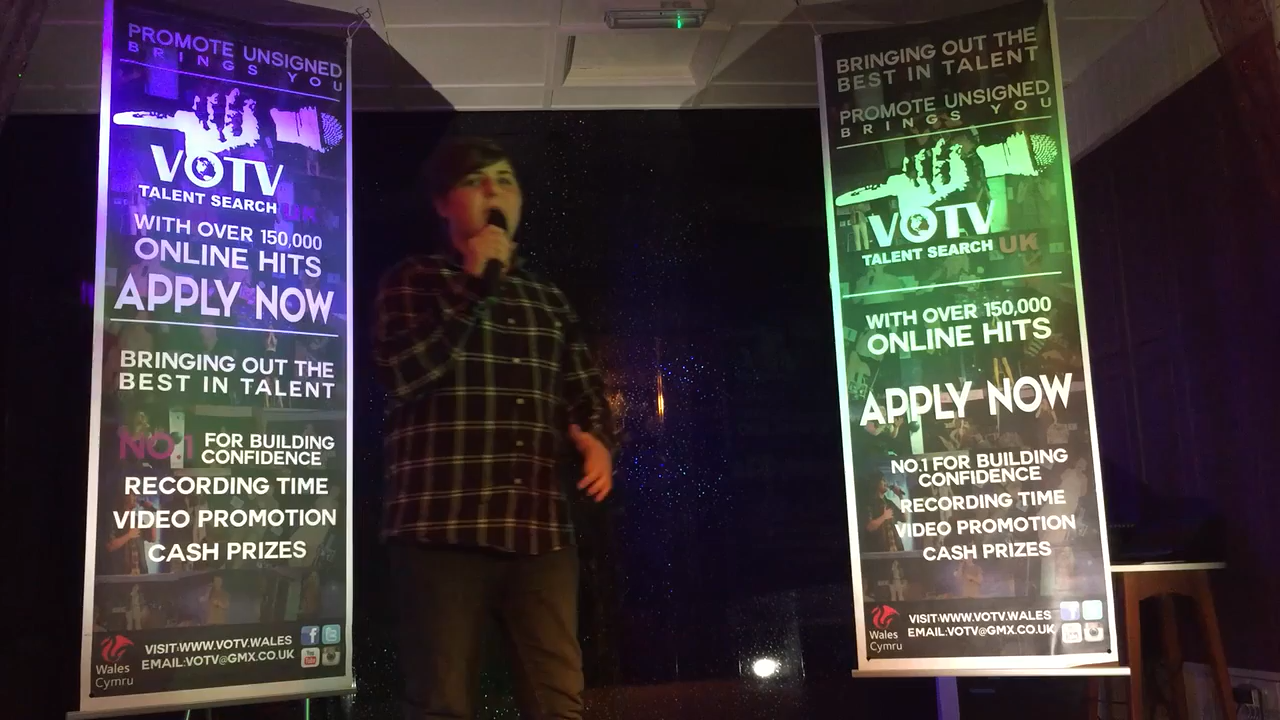 PROMOTE UNSIGNED
BRINGS YOU
VOTV
TALENT SEARCH UK
WITH OVER 150,000
ONLINE HITS
APPLY NOW
BRINGING OUT THE
BEST IN TALENT
NO.1 FOR BUILDING
CONFIDENCE
RECORDING TIME
VIDEO PROMOTION
CASH PRIZES
Wales
Cymru
VISIT:WWW.VOTV.WALES
EMAIL:VOTV@GMX.CO.UK
BRINGING OUT THE
BEST IN TALENT
PROMOTE UNSIGNED
BRINGS YOU
VOTV
TALENT SEARCH UK
WITH OVER 150,000
ONLINE HITS
APPLY NOW
NO.1 FOR BUILDING
CONFIDENCE
RECORDING TIME
VIDEO PROMOTION
CASH PRIZES
Wales
Cymru
VISIT:WWW.VOTV.WALES
EMAIL:VOTV@GMX.CO.UK